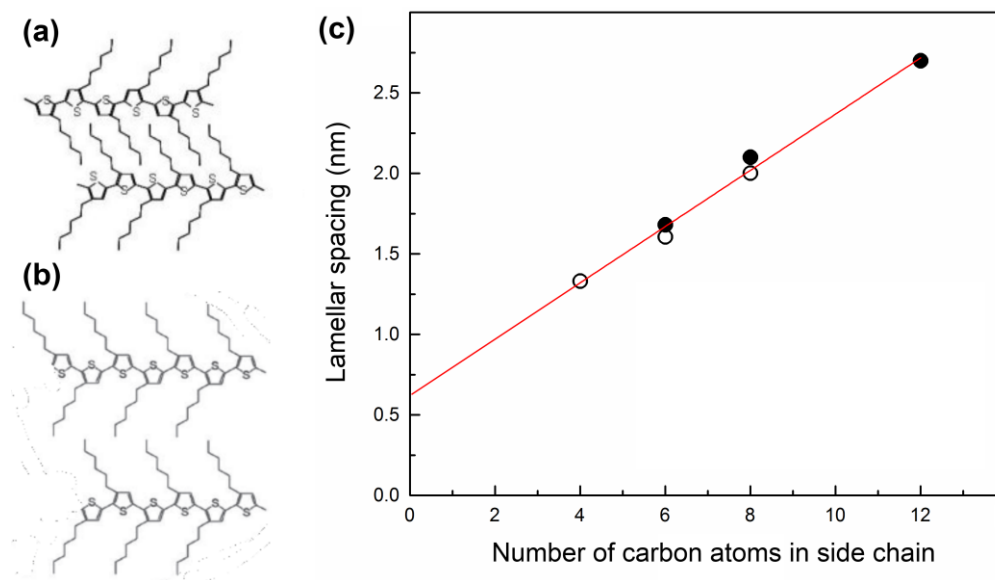 (a)
S S S S S S
S S S S S S
(b)
S S S S S S S
S S S S S S
(c)
Lamellar spacing (nm)
2.5
2.0
1.5
1.0
0.5
0.0
0 2 4 6 8 10 12
Number of carbon atoms in side chain